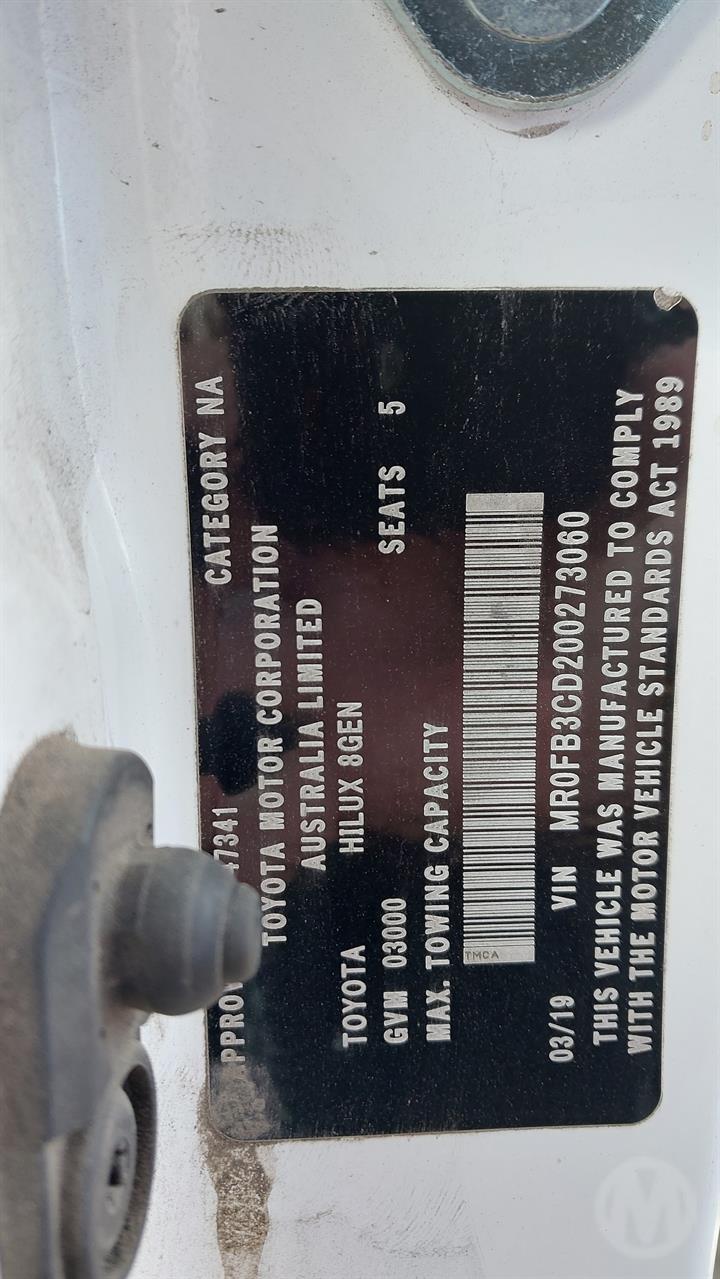 47341 CATEGORY NA
TOYOTA MOTOR CORPORATION
AUSTRALIA LIMITED
TOYOTA HILUX 8GEN
GVM 03000 SEATS 5
MAX. TOWING CAPACITY
TMCA
03/19 VIN MR0FB3CD200273060
THIS VEHICLE WAS MANUFACTURED TO COMPLY
WITH THE MOTOR VEHICLE STANDARDS ACT 1989
M